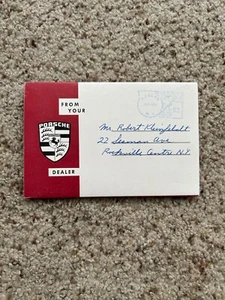 FROM
YOUR
PORSCHE
DEALER
Mr. Robert
22 Seaman Ave
Rockville Centre N.Y.